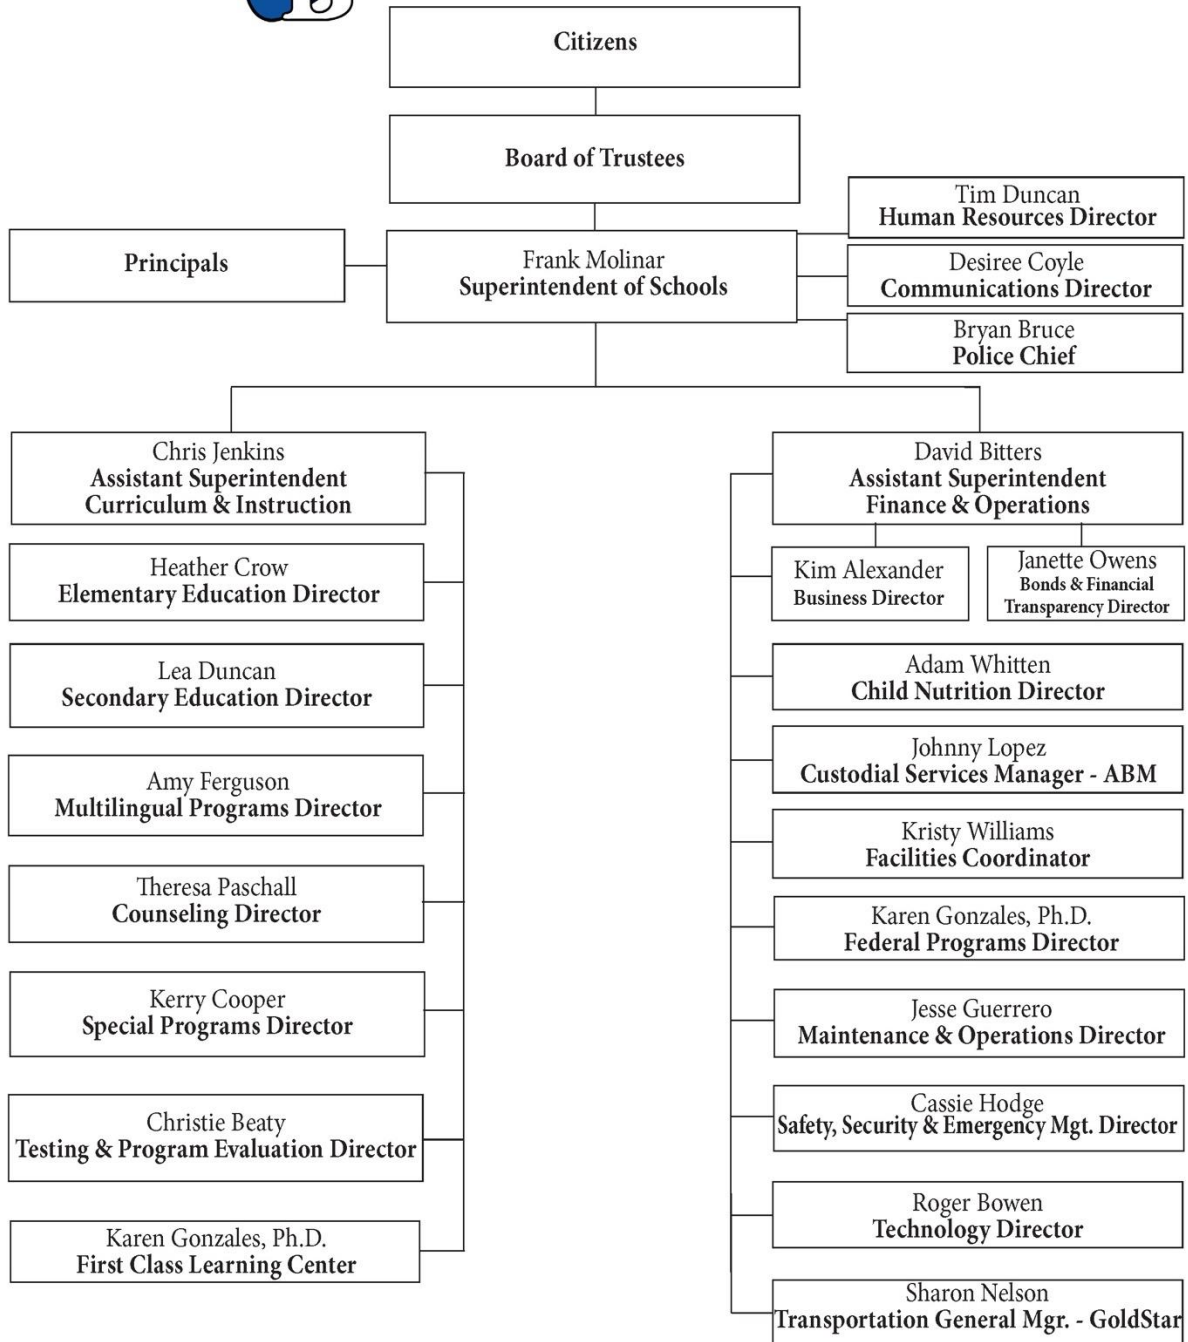 Citizens
Board of Trustees
Tim Duncan
Human Resources Director
Principals
Frank Molinar
Superintendent of Schools
Desiree Coyle
Communications Director
Bryan Bruce
Police Chief
Chris Jenkins
Assistant Superintendent
Curriculum & Instruction
Heather Crow
Elementary Education Director
Lea Duncan
Secondary Education Director
Amy Ferguson
Multilingual Programs Director
Theresa Paschall
Counseling Director
Kerry Cooper
Special Programs Director
Christie Beaty
Testing & Program Evaluation Director
Karen Gonzales, Ph.D.
First Class Learning Center
David Bitters
Assistant Superintendent
Finance & Operations
Kim Alexander
Business Director
Janette Owens
Bonds & Financial
Transparency Director
Adam Whitten
Child Nutrition Director
Johnny Lopez
Custodial Services Manager - ABM
Kristy Williams
Facilities Coordinator
Karen Gonzales, Ph.D.
Federal Programs Director
Jesse Guerrero
Maintenance & Operations Director
Cassie Hodge
Safety, Security & Emergency Mgt. Director
Roger Bowen
Technology Director
Sharon Nelson
Transportation General Mgr. - GoldStar